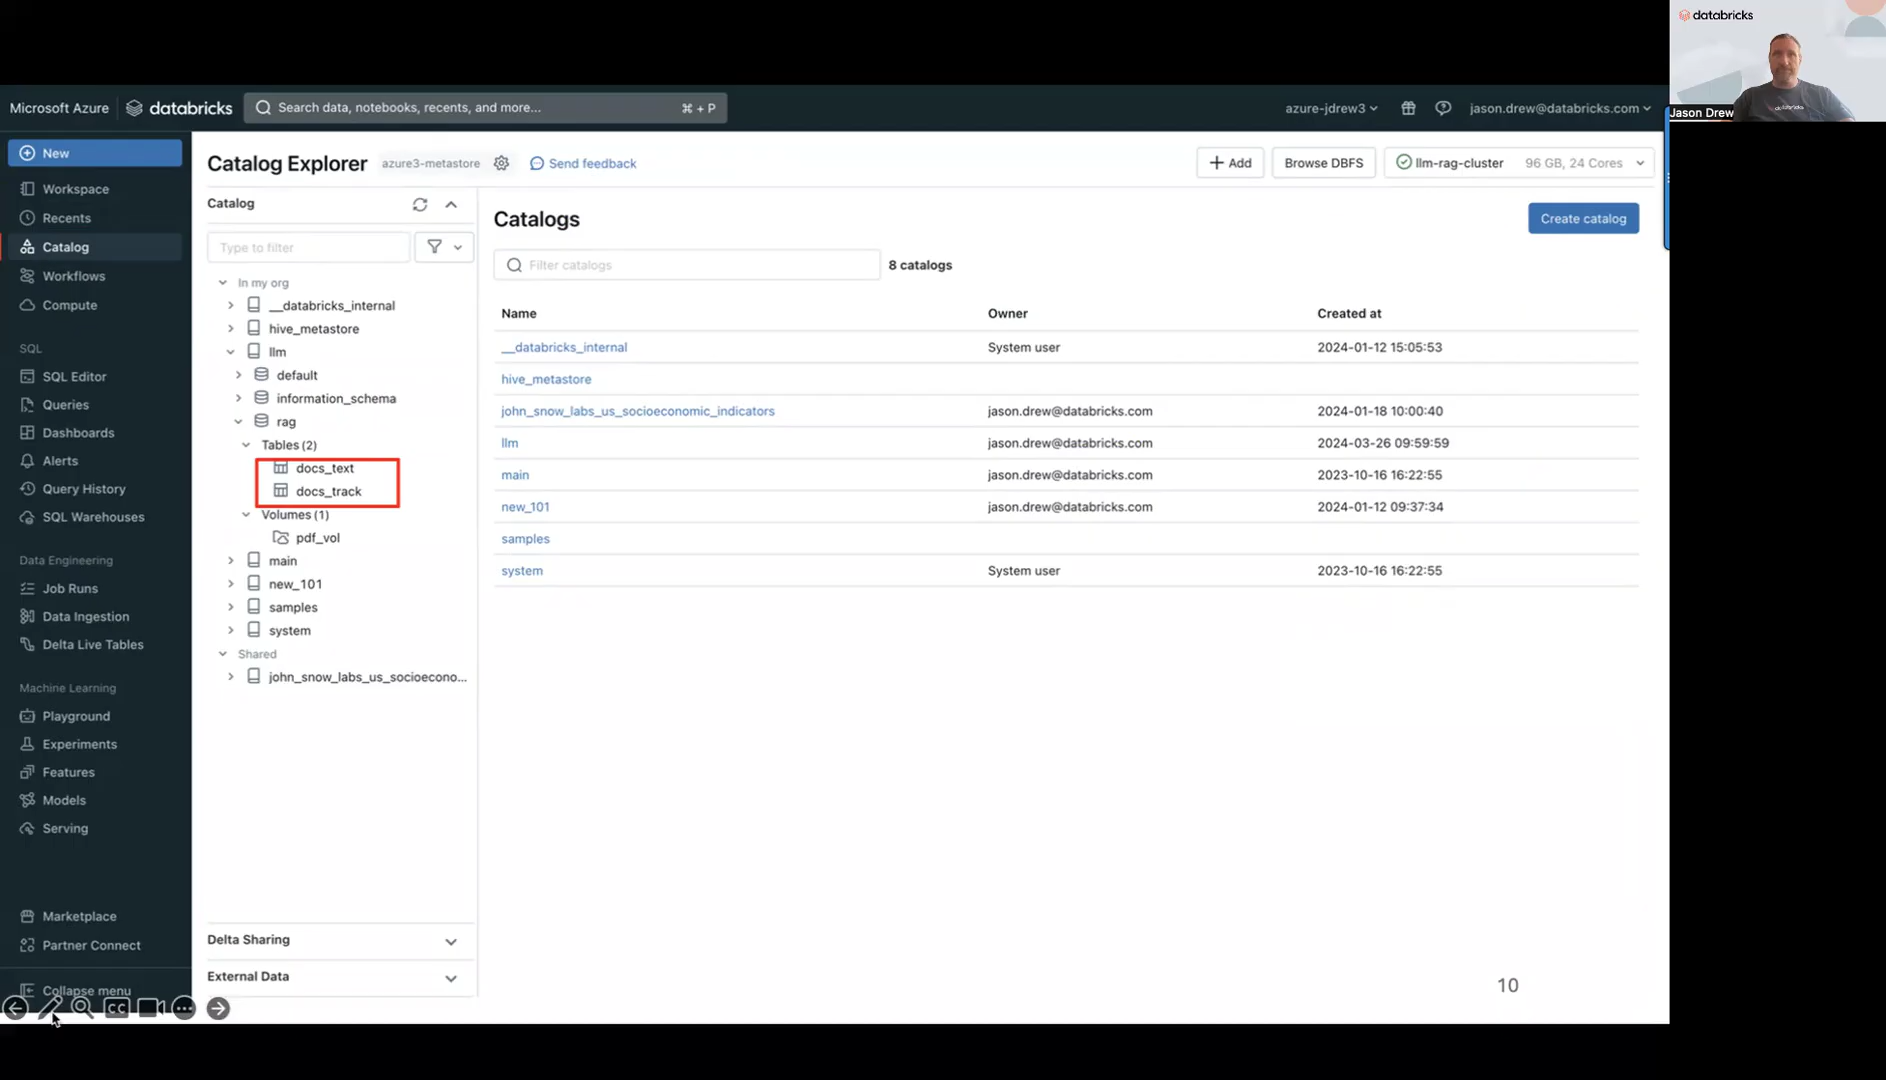 databricks
Jason Drew
Microsoft Azure databricks Search data, notebooks, recents, and more... ⌘ + P azure-jdrew3 jason.drew@databricks.com
New
Workspace
Recents
Catalog
Workflows
Compute
SQL
SQL Editor
Queries
Dashboards
Alerts
Query History
SQL Warehouses
Data Engineering
Job Runs
Data Ingestion
Delta Live Tables
Machine Learning
Playground
Experiments
Features
Models
Serving
Marketplace
Partner Connect
Collapse menu
CC
Catalog Explorer azure3-metastore Send feedback + Add Browse DBFS llm-rag-cluster 96 GB, 24 Cores
Catalog
Type to filter
In my org
__databricks_internal
hive_metastore
llm
default
information_schema
rag
Tables (2)
docs_text
docs_track
Volumes (1)
pdf_vol
main
new_101
samples
system
Shared
john_snow_labs_us_socioecono...
Delta Sharing
External Data
Catalogs Create catalog
Filter catalogs 8 catalogs
Name Owner Created at
__databricks_internal System user 2024-01-12 15:05:53
hive_metastore
john_snow_labs_us_socioeconomic_indicators jason.drew@databricks.com 2024-01-18 10:00:40
llm jason.drew@databricks.com 2024-03-26 09:59:59
main jason.drew@databricks.com 2023-10-16 16:22:55
new_101 jason.drew@databricks.com 2024-01-12 09:37:34
samples
system System user 2023-10-16 16:22:55
10